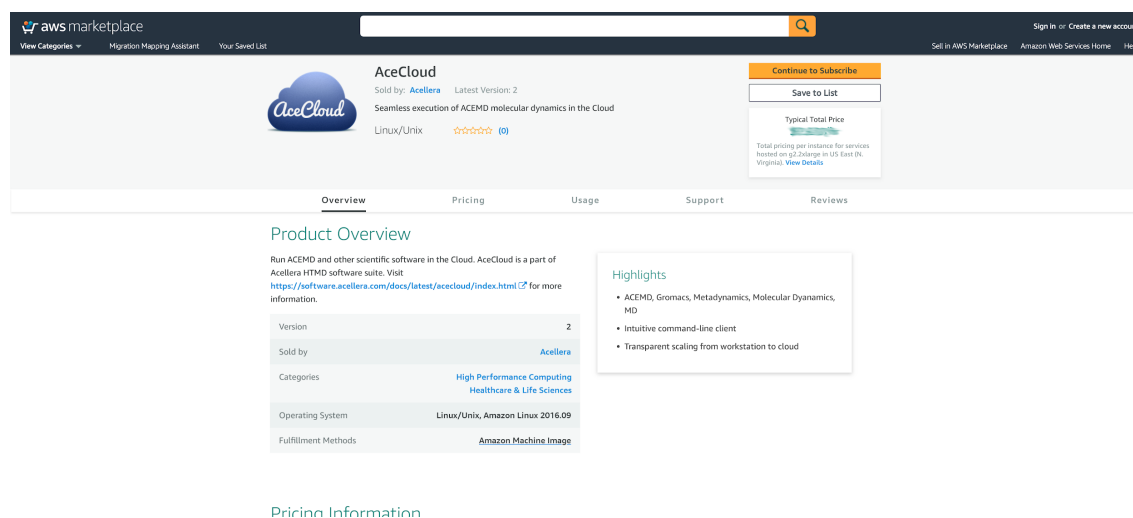 aws marketplace
Sign in or Create a new accoun
View Categories Migration Mapping Assistant Your Saved List
Sell in AWS Marketplace Amazon Web Services Home He
AceCloud
AceCloud
Sold by: Acellera Latest Version: 2
Seamless execution of ACEMD molecular dynamics in the Cloud
Linux/Unix (0)
Continue to Subscribe
Save to List
Typical Total Price
Total pricing per instance for services
hosted on g2.2xlarge in US East (N.
Virginia). View Details
Overview Pricing Usage Support Reviews
Product Overview
Run ACEMD and other scientific software in the Cloud. AceCloud is a part of
Acellera HTMD software suite. Visit
https://software.acellera.com/docs/latest/acecloud/index.html for more
information.
Version 2
Sold by Acellera
Categories High Performance Computing
Healthcare & Life Sciences
Operating System Linux/Unix, Amazon Linux 2016.09
Fulfillment Methods Amazon Machine Image
Highlights
• ACEMD, Gromacs, Metadynamics, Molecular Dyanamics,
MD
• Intuitive command-line client
• Transparent scaling from workstation to cloud
Pricing Information